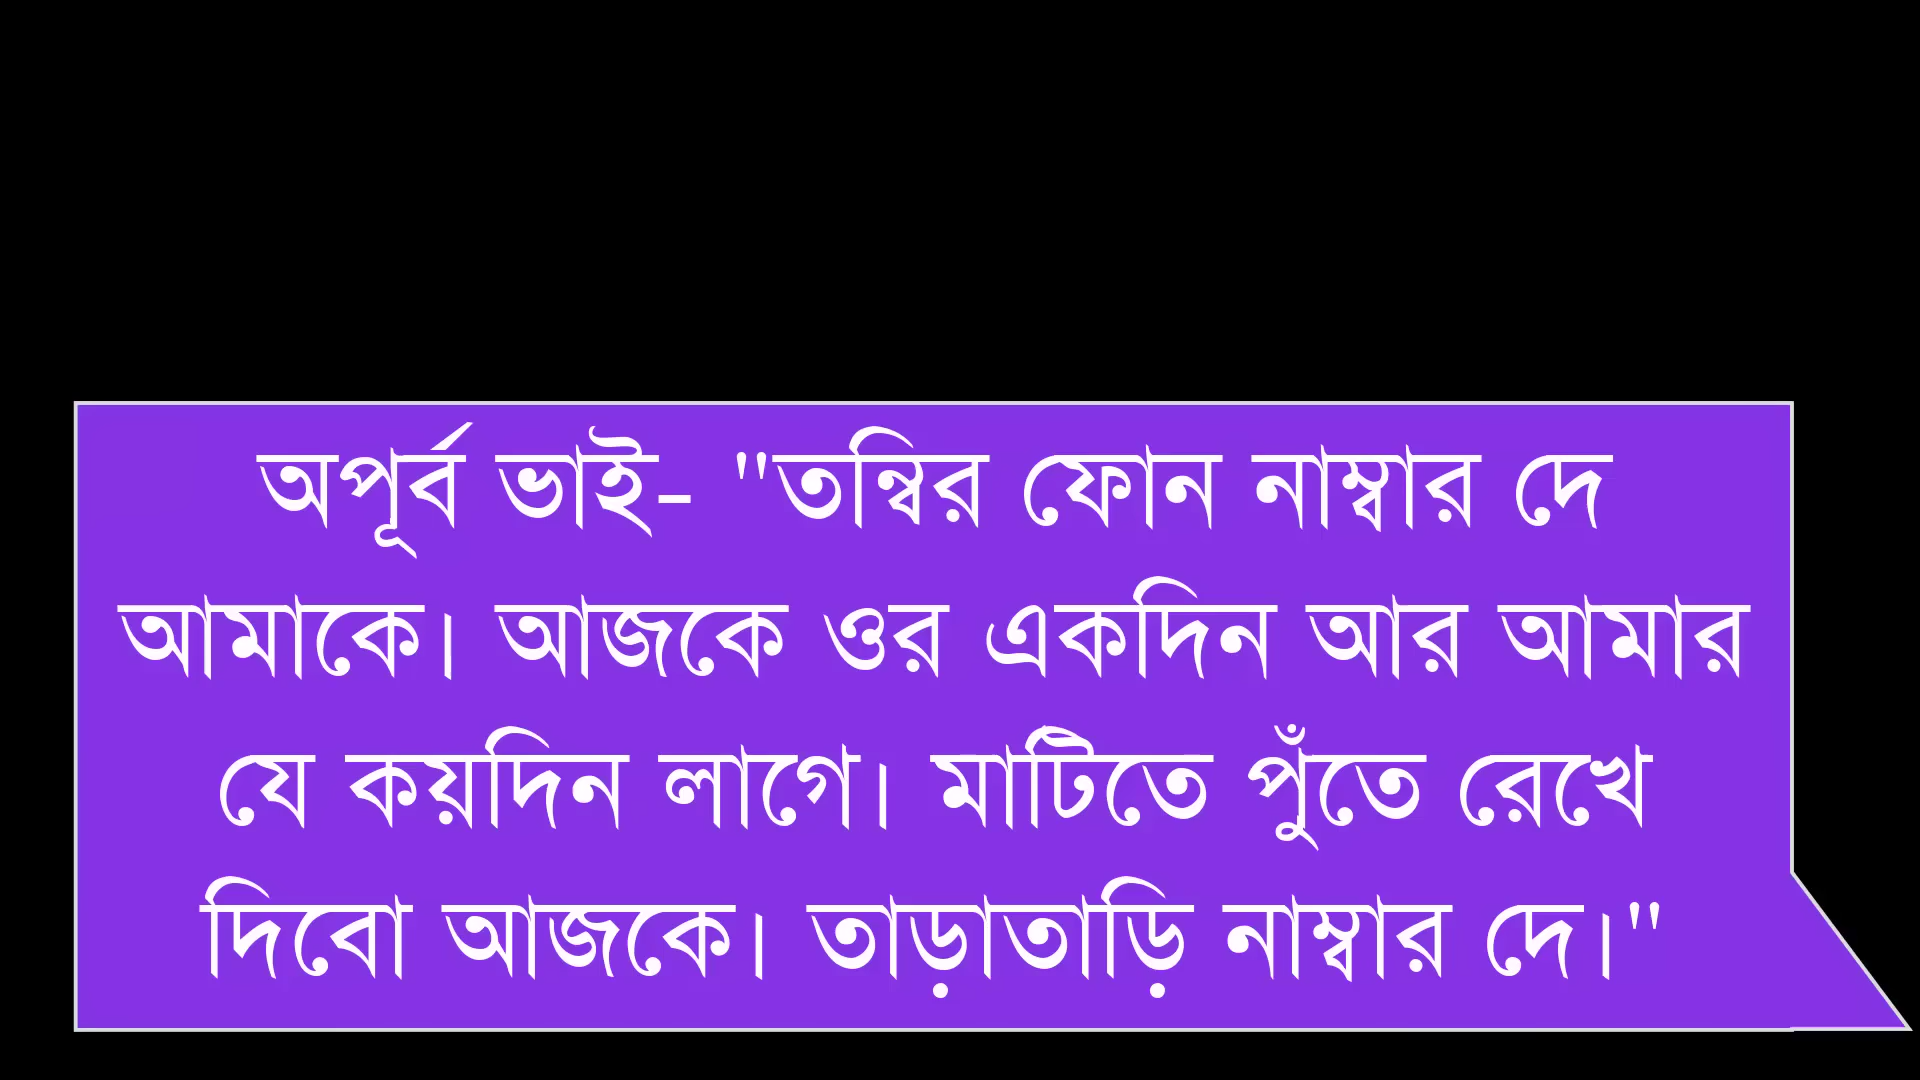 অপূর্ব ভাই- "তন্বির ফোন নাম্বার দে
আমাকে। আজকে ওর একদিন আর আমার
যে কয়দিন লাগে। মাটিতে পুঁতে রেখে
দিবো আজকে। তাড়াতাড়ি নাম্বার দে।"